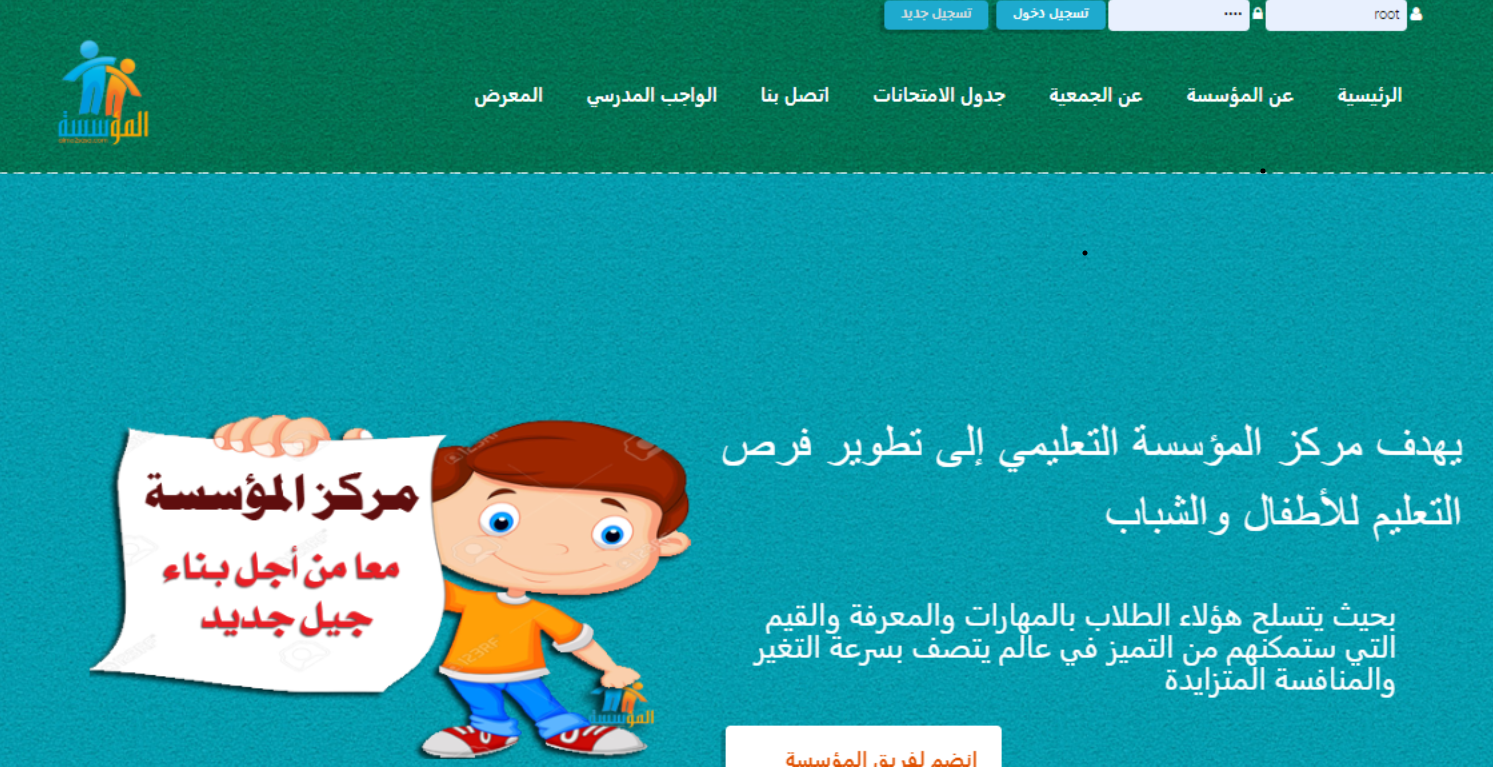 root
••••
تسجيل دخول
تسجيل جديد
الرئيسية
عن المؤسسة
عن الجمعية
جدول الامتحانات
اتصل بنا
الواجب المدرسي
المعرض
المؤسسة
يهدف مركز المؤسسة التعليمي إلى تطوير فرص
التعليم للأطفال والشباب
بحيث يتسلح هؤلاء الطلاب بالمهارات والمعرفة والقيم
التي ستمكنهم من التميز في عالم يتصف بسرعة التغير
والمنافسة المتزايدة
انضم لفريق المؤسسة
مركز المؤسسة
معا من أجل بناء
جيل جديد
المؤسسة